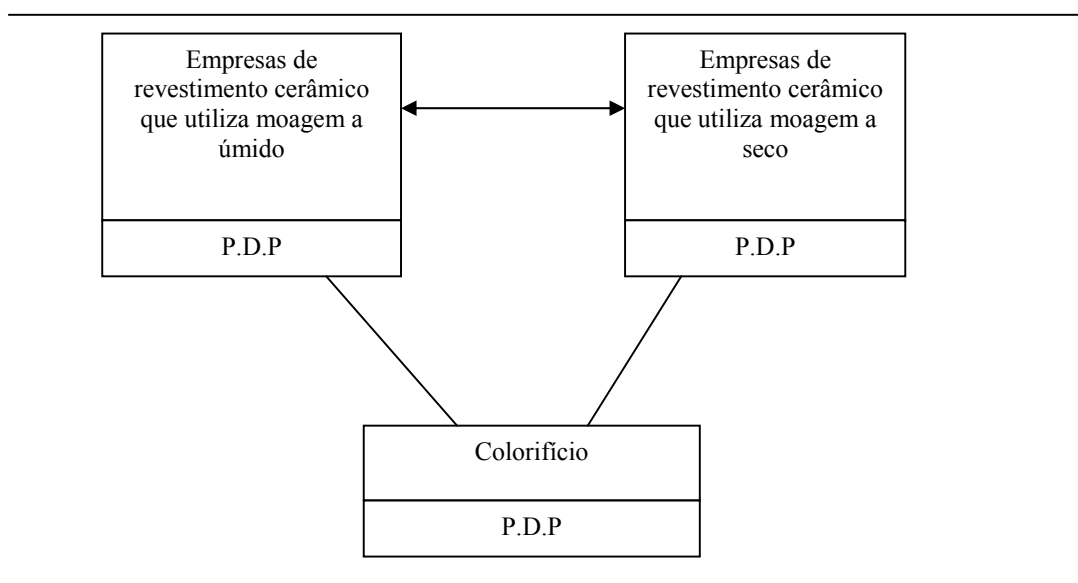 Empresas de
revestimento cerâmico
que utiliza moagem a
úmido
P.D.P
Empresas de
revestimento cerâmico
que utiliza moagem a
seco
P.D.P
Colorifício
P.D.P